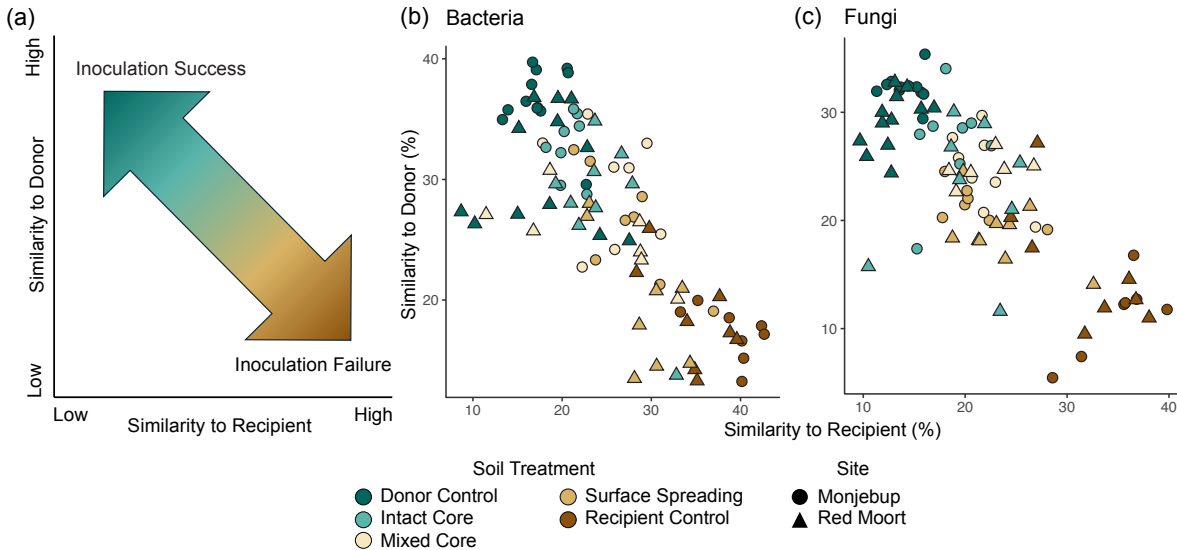 (a)
High
Low
Similarity to Donor
Inoculation Success
Inoculation Failure
Low
High
Similarity to Recipient
(b) Bacteria
40
30
20
Similarity to Donor (%)
10 20 30 40
(c) Fungi
30
20
10
10 20 30 40
Similarity to Recipient (%)
Soil Treatment
Donor Control
Intact Core
Mixed Core
Surface Spreading
Recipient Control
Site
Monjebup
Red Moort